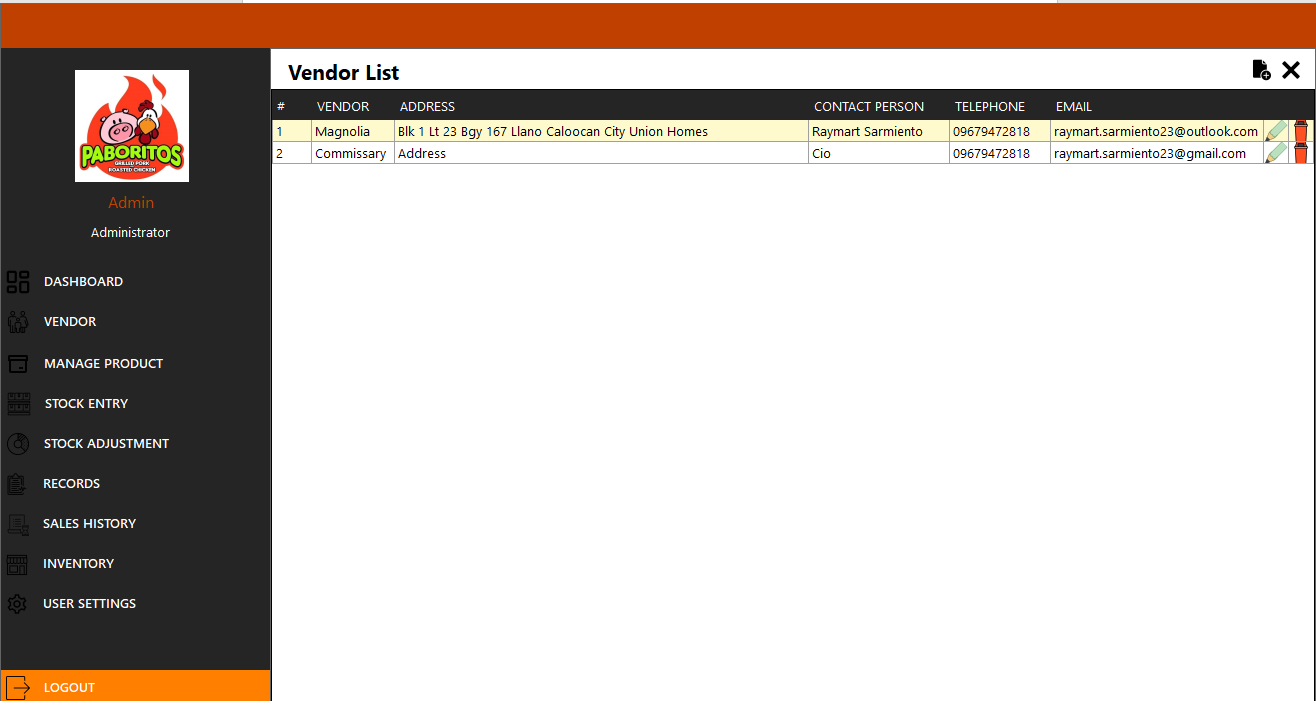 PABORITOS
GRILLED PORK
ROASTED CHICKEN
Admin
Administrator
DASHBOARD
VENDOR
MANAGE PRODUCT
STOCK ENTRY
STOCK ADJUSTMENT
RECORDS
SALES HISTORY
INVENTORY
USER SETTINGS
LOGOUT
Vendor List
# VENDOR ADDRESS CONTACT PERSON TELEPHONE EMAIL
1 Magnolia Blk 1 Lt 23 Bgy 167 Llano Caloocan City Union Homes Raymart Sarmiento 09679472818 raymart.sarmiento23@outlook.com
2 Commissary Address Cio 09679472818 raymart.sarmiento23@gmail.com